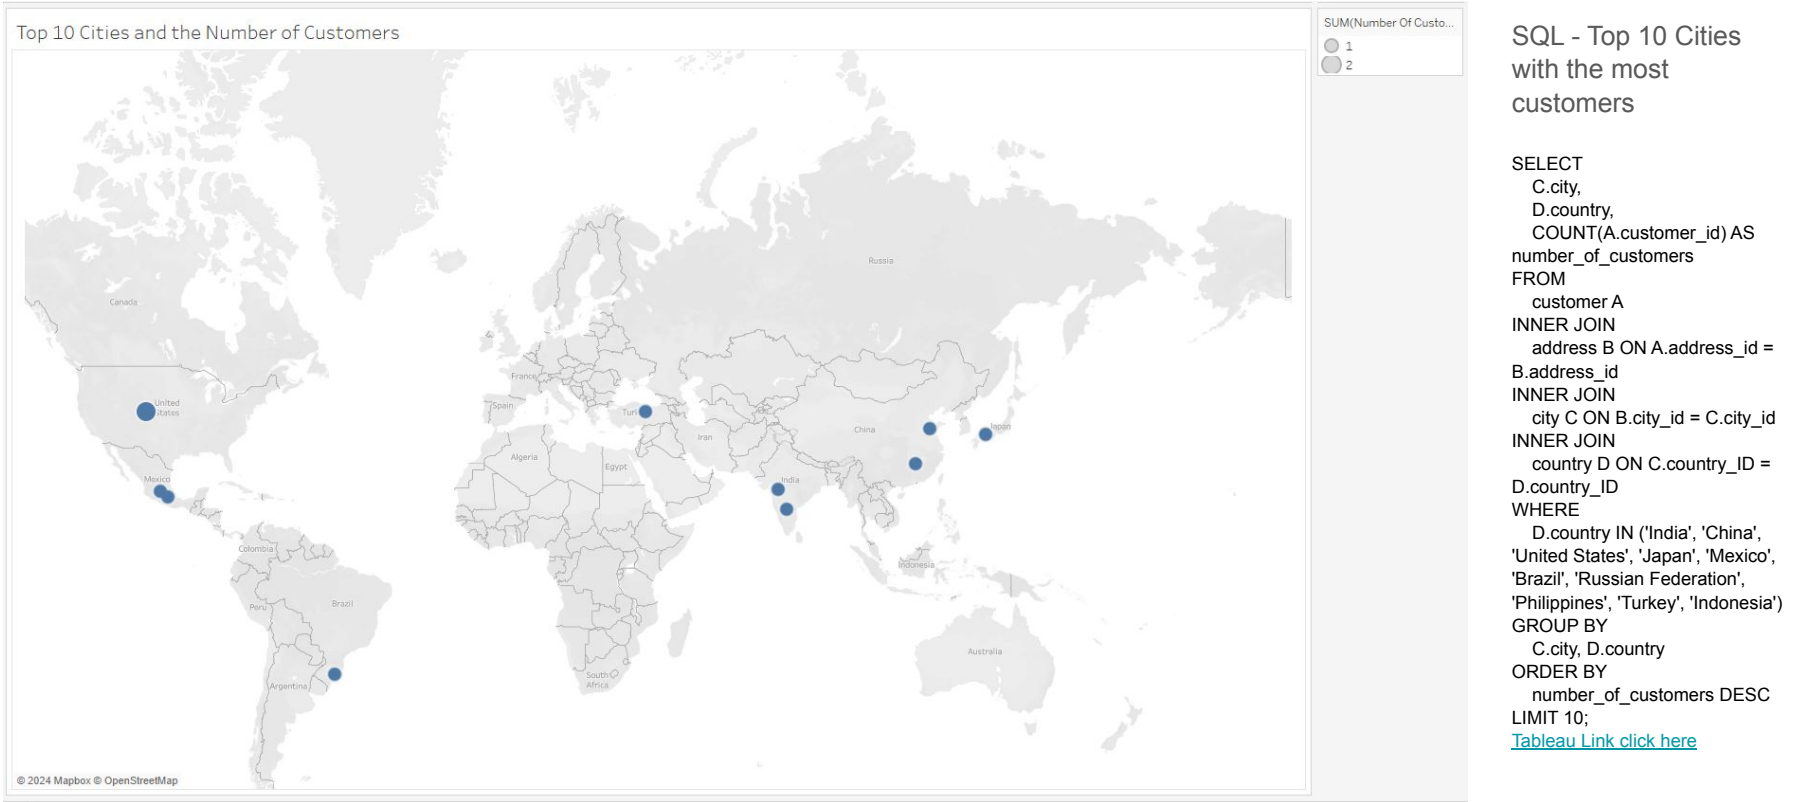 Top 10 Cities and the Number of Customers
SUM(Number Of Custo...
1
2
Russia
Canada
United
States
France
Spain
Turk
Iran
China
Japan
Algeria
Egypt
India
Mexico
Colombia
Indonesia
Peru
Brazil
Australia
South
Africa
Argentina
© 2024 Mapbox © OpenStreetMap
SQL - Top 10 Cities
with the most
customers
SELECT
C.city,
D.country,
COUNT(A.customer_id) AS
number_of_customers
FROM
customer A
INNER JOIN
address B ON A.address_id =
B.address_id
INNER JOIN
city C ON B.city_id = C.city_id
INNER JOIN
country D ON C.country_ID =
D.country_ID
WHERE
D.country IN ('India', 'China',
'United States', 'Japan', 'Mexico',
'Brazil', 'Russian Federation',
'Philippines', 'Turkey', 'Indonesia')
GROUP BY
C.city, D.country
ORDER BY
number_of_customers DESC
LIMIT 10;
Tableau Link click here